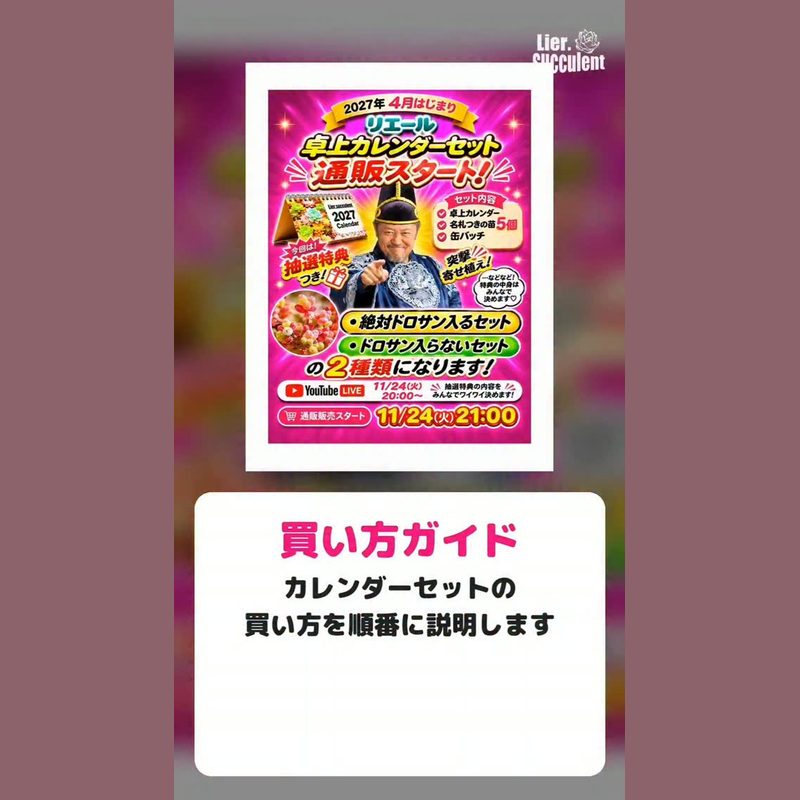 Lier.
succulent
2027年 4月はじまり
リエール
卓上カレンダーセット
通販スタート!
Lier.succulent
2027
Calendar
セット内容
卓上カレンダー
名札つきの苗5個
缶バッチ
今回は!
抽選特典
つき!
突撃
寄せ植え!
…などなど!
特典の中身は
みんなで
決めます♡
・絶対ドロサン入るセット
・ドロサン入らないセット
の2種類になります!
YouTube LIVE
11/24(火)
20:00~
抽選特典の内容を
みんなでワイワイ決めます!
通販販売スタート
11/24(火)21:00
買い方ガイド
カレンダーセットの
買い方を順番に説明します